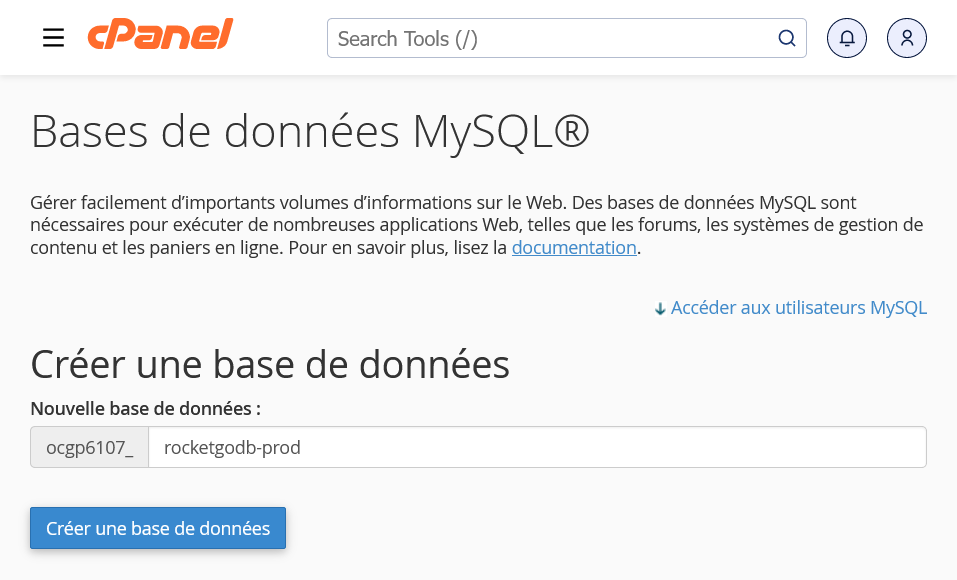 cPanel
Search Tools (/)
Bases de données MySQL®
Gérer facilement d’importants volumes d’informations sur le Web. Des bases de données MySQL sont
nécessaires pour exécuter de nombreuses applications Web, telles que les forums, les systèmes de gestion de
contenu et les paniers en ligne. Pour en savoir plus, lisez la documentation.
Accéder aux utilisateurs MySQL
Créer une base de données
Nouvelle base de données :
ocgp6107_ rocketgodb-prod
Créer une base de données